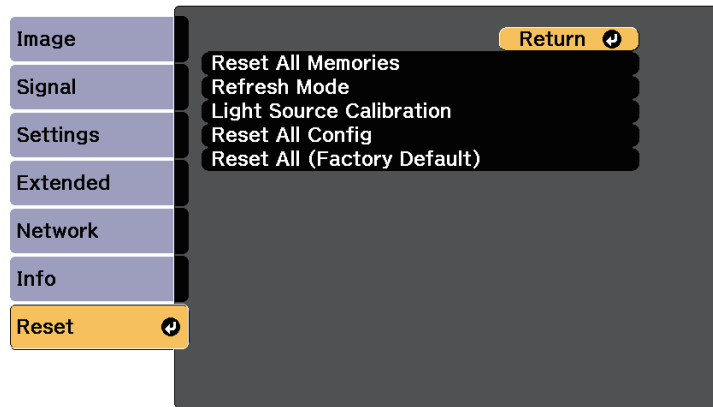 Image
Signal
Settings
Extended
Network
Info
Reset
Return
Reset All Memories
Refresh Mode
Light Source Calibration
Reset All Config
Reset All (Factory Default)